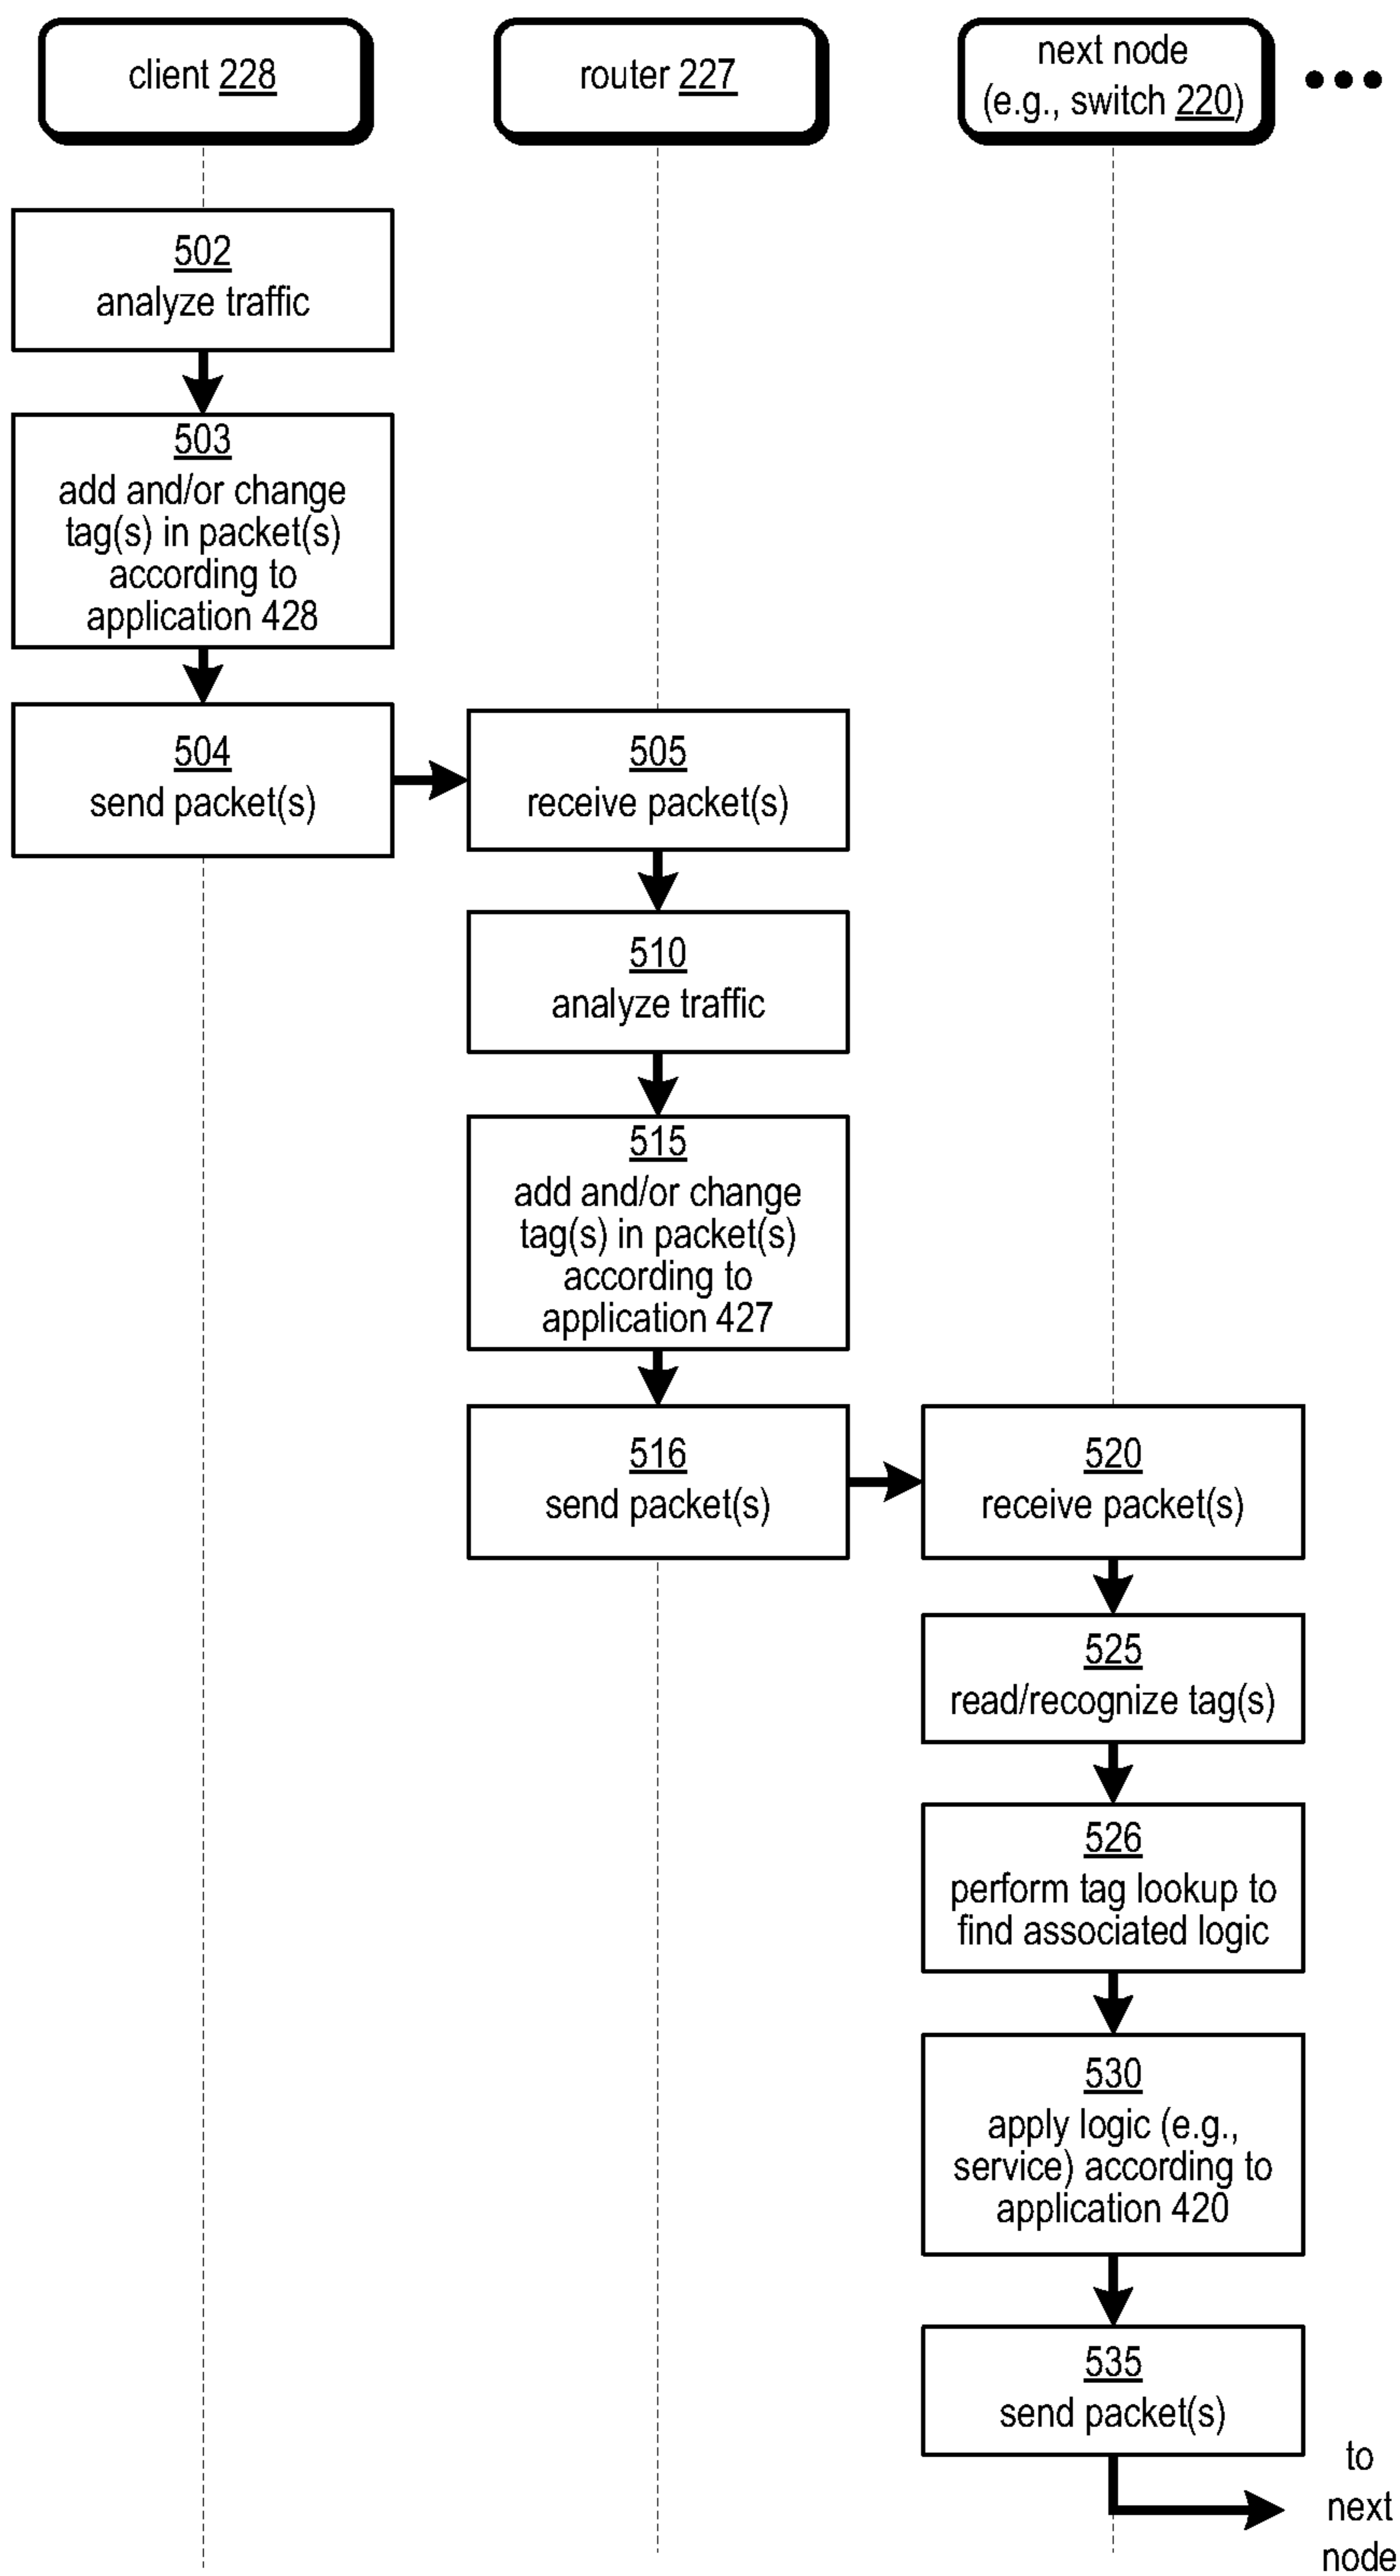 client 228
router 227
next node
(e.g., switch 220)
502
analyze traffic
503
add and/or change
tag(s) in packet(s)
according to
application 428
504
send packet(s)
505
receive packet(s)
510
analyze traffic
515
add and/or change
tag(s) in packet(s)
according to
application 427
516
send packet(s)
520
receive packet(s)
525
read/recognize tag(s)
526
perform tag lookup to
find associated logic
530
apply logic (e.g.,
service) according to
application 420
535
send packet(s)
to
next
node